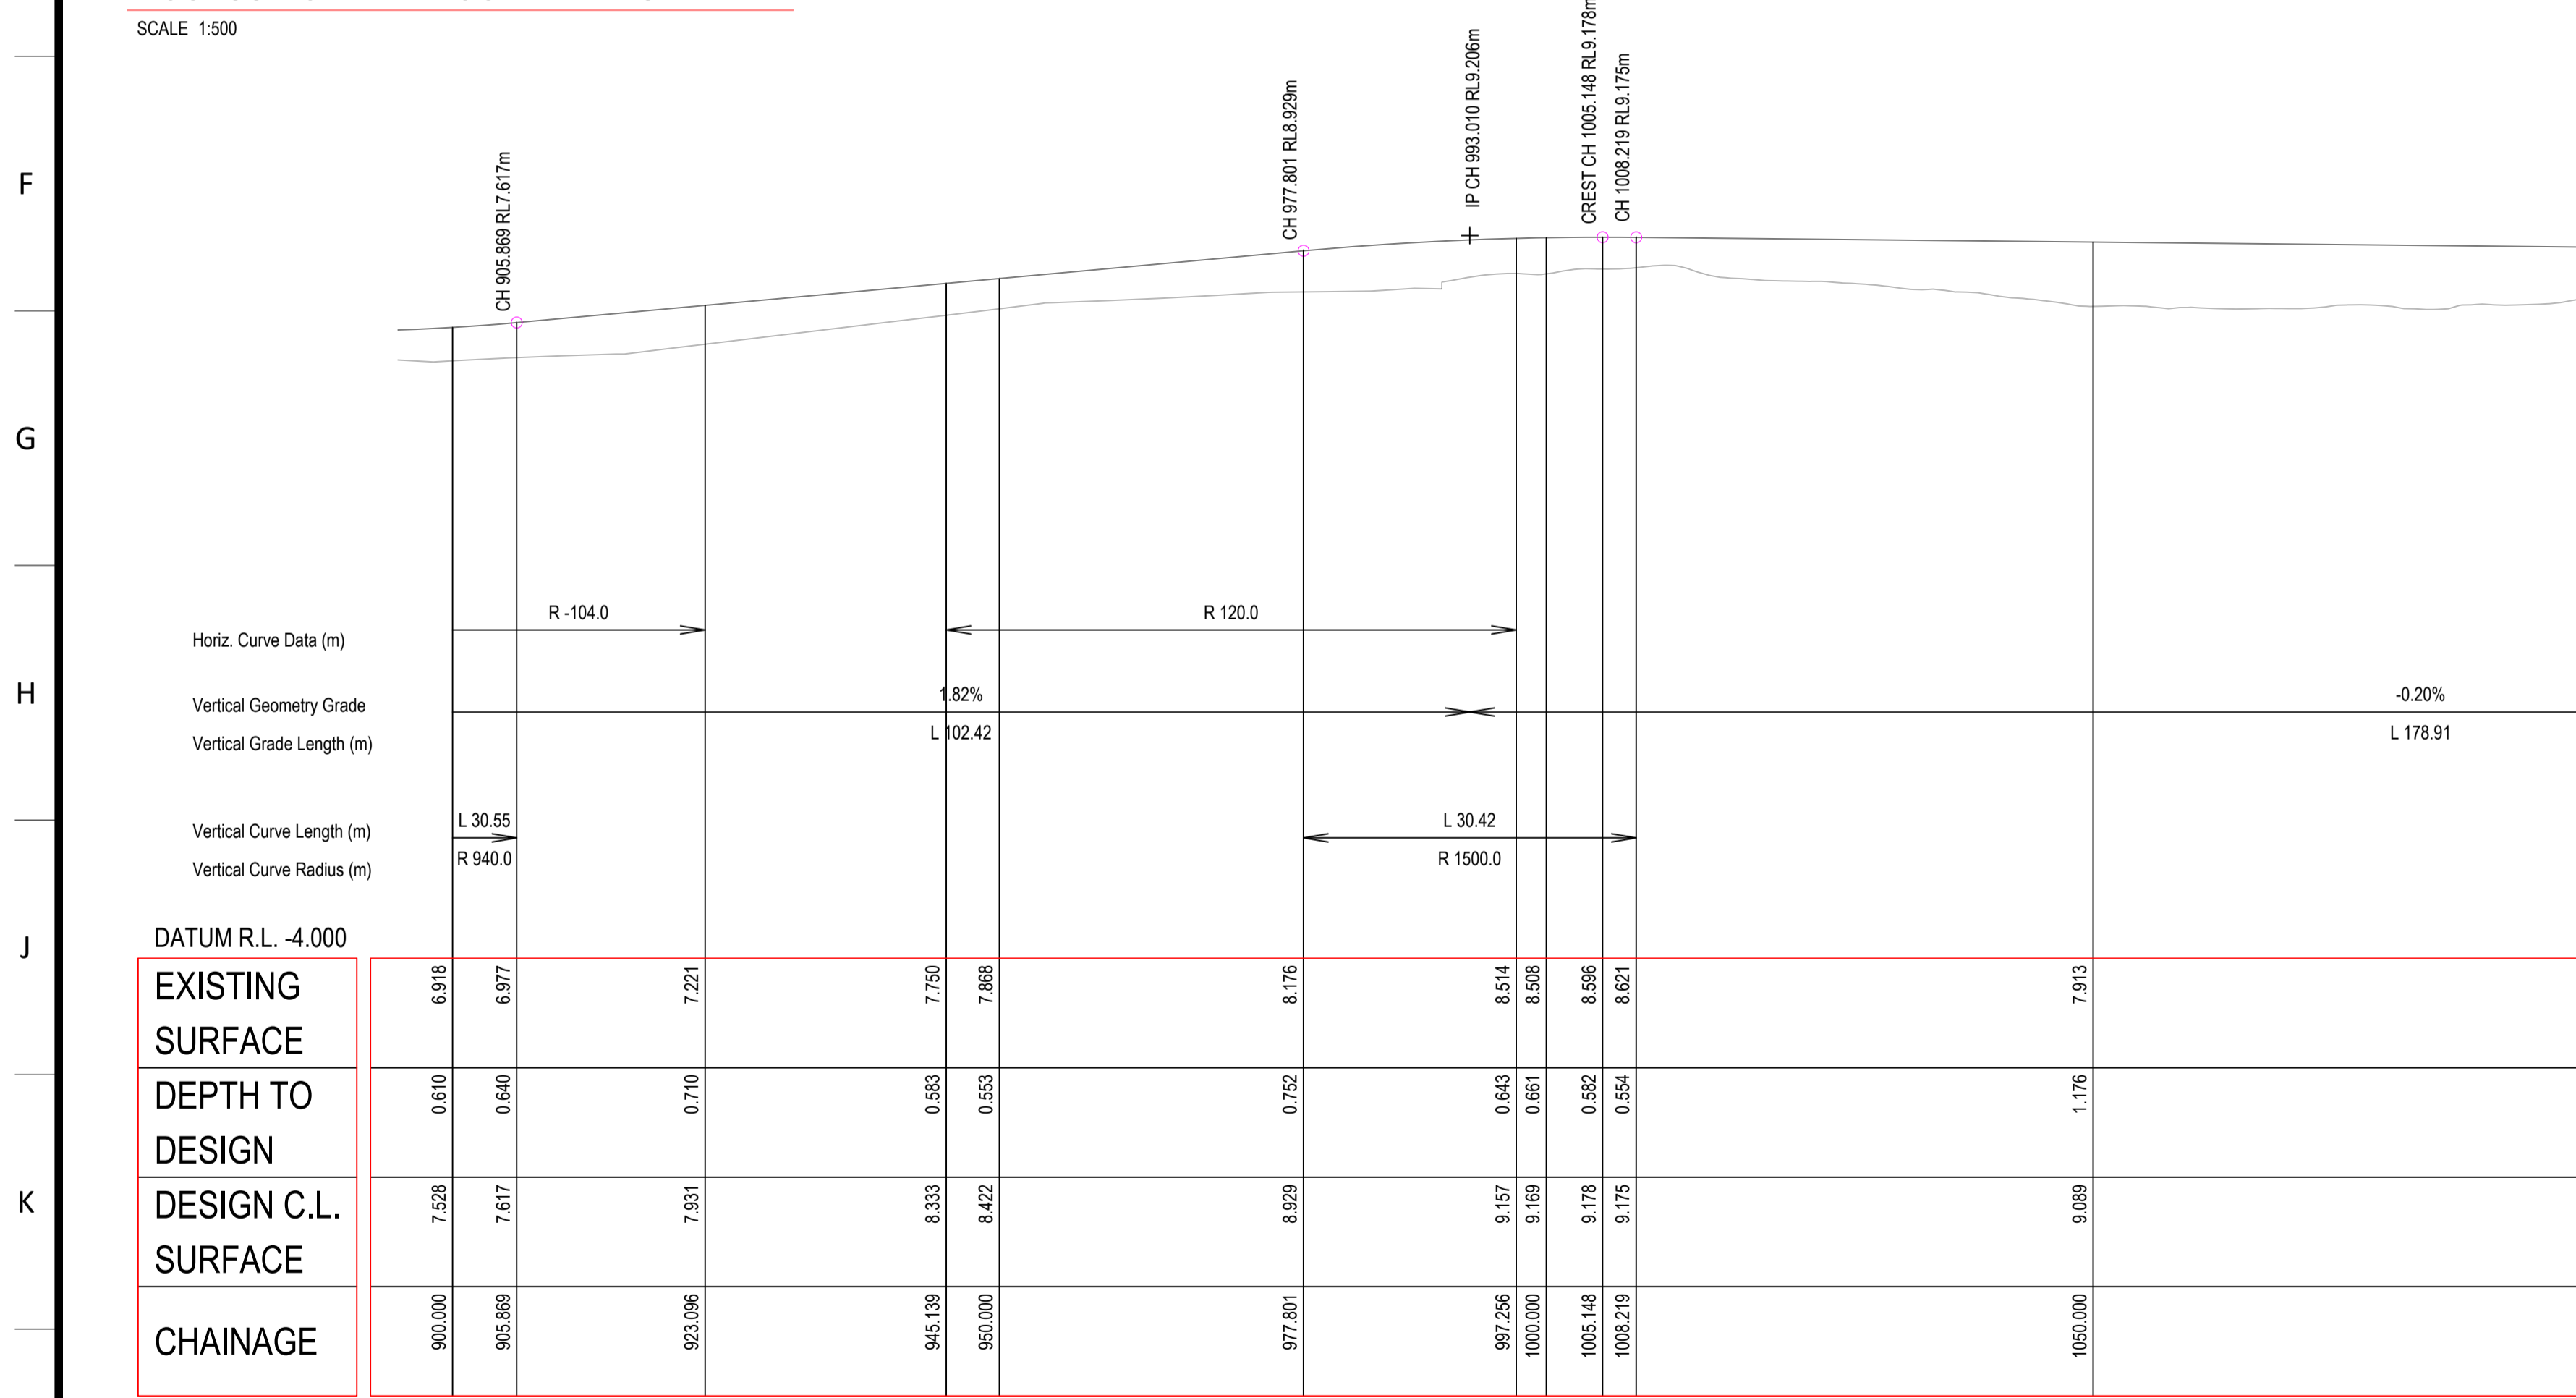 SCALE 1:500
CH 905.869 RL7.617m
CH 977.801 RL8.929m
IP CH 993.010 RL9.206m
CREST CH 1005.148 RL9.178m
CH 1008.219 RL9.175m
F
G
H
J
K
Horiz. Curve Data (m)
R -104.0
R 120.0
Vertical Geometry Grade
1.82%
-0.20%
Vertical Grade Length (m)
L 102.42
L 178.91
Vertical Curve Length (m)
L 30.55
L 30.42
Vertical Curve Radius (m)
R 940.0
R 1500.0
DATUM R.L. -4.000
EXISTING
SURFACE
6.918
6.977
7.221
7.750
7.868
8.176
8.514
8.508
8.596
8.621
7.913
DEPTH TO
DESIGN
0.610
0.640
0.710
0.583
0.553
0.752
0.643
0.661
0.582
0.554
1.176
DESIGN C.L.
SURFACE
7.528
7.617
7.931
8.333
8.422
8.929
9.157
9.169
9.178
9.175
9.089
CHAINAGE
900.000
905.869
923.096
945.139
950.000
977.801
997.256
1000.000
1005.148
1008.219
1050.000